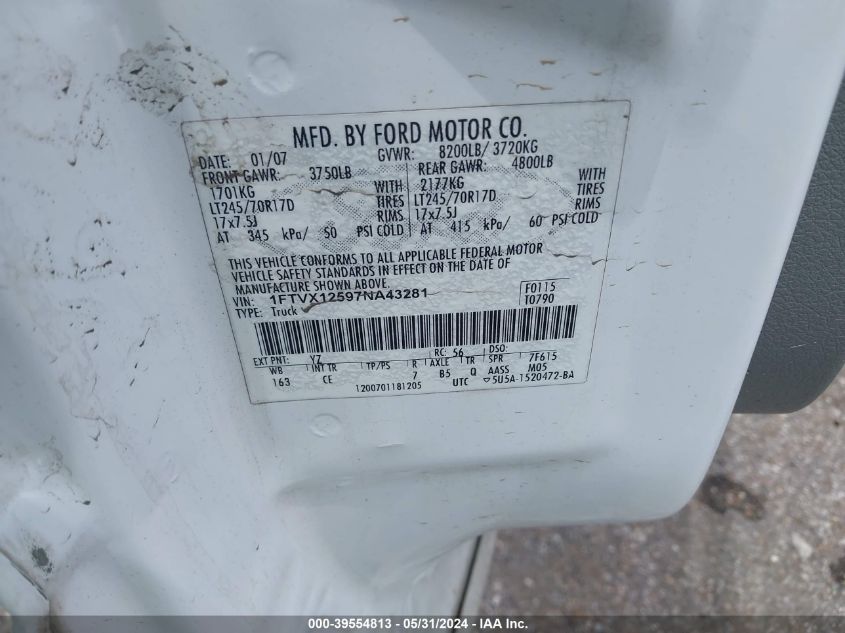 MFD. BY FORD MOTOR CO.
DATE: 01/07 GVWR: 8200LB/ 3720KG
FRONT GAWR: 3750LB REAR GAWR: 4800LB
1701KG WITH 2177KG WITH
LT245/70R17D TIRES LT245/70R17D TIRES
17x7.5J RIMS 17x7.5J RIMS
AT 345 kPa/ 50 PSI COLD AT 415 kPa/ 60 PSI COLD
THIS VEHICLE CONFORMS TO ALL APPLICABLE FEDERAL MOTOR
VEHICLE SAFETY STANDARDS IN EFFECT ON THE DATE OF
MANUFACTURE SHOWN ABOVE.
VIN: 1FTVX12597NA43281 F0115
TYPE: Truck T0790
EXT PNT: YZ RC: 56 DSO:
WB INT TR TP/PS R AXLE TR SPR 7F615
163 CE 7 B5 Q AASS M05
1200701181205 UTC 5U5A-1520472-BA
000-39554813 - 05/31/2024 - IAA Inc.